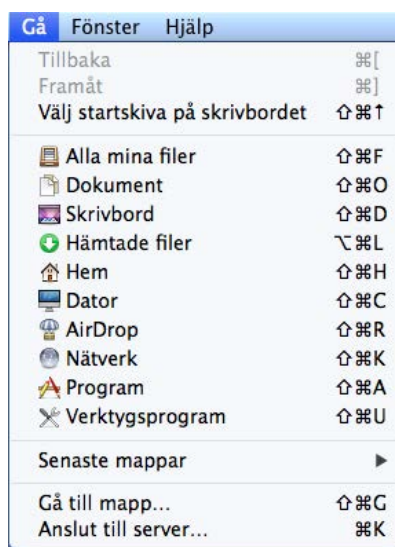 Gå Fönster Hjälp
Tillbaka ⌘[
Framåt ⌘]
Välj startskiva på skrivbordet ⇧⌘↑
Alla mina filer ⇧⌘F
Dokument ⇧⌘O
Skrivbord ⇧⌘D
Hämtade filer ⌥⌘L
Hem ⇧⌘H
Dator ⇧⌘C
AirDrop ⇧⌘R
Nätverk ⇧⌘K
Program ⇧⌘A
Verktygsprogram ⇧⌘U
Senaste mappar ▶
Gå till mapp... ⇧⌘G
Anslut till server... ⌘K